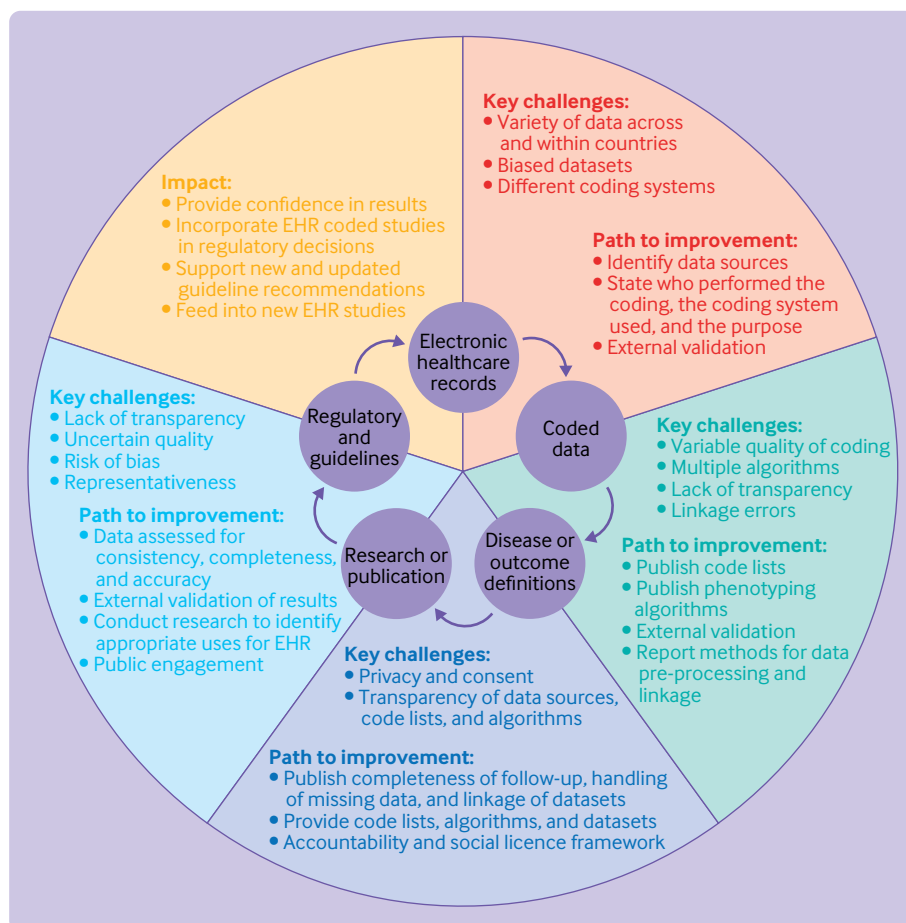 Key challenges:
• Variety of data across
and within countries
• Biased datasets
• Different coding systems
Path to improvement:
• Identify data sources
• State who performed the
coding, the coding system
used, and the purpose
• External validation
Key challenges:
• Variable quality of coding
• Multiple algorithms
• Lack of transparency
• Linkage errors
Path to improvement:
• Publish code lists
• Publish phenotyping
algorithms
• External validation
• Report methods for data
pre-processing and
linkage
Key challenges:
• Privacy and consent
• Transparency of data sources,
code lists, and algorithms
Path to improvement:
• Publish completeness of follow-up, handling
of missing data, and linkage of datasets
• Provide code lists, algorithms, and datasets
• Accountability and social licence framework
Key challenges:
• Lack of transparency
• Uncertain quality
• Risk of bias
• Representativeness
Path to improvement:
• Data assessed for
consistency, completeness,
and accuracy
• External validation of results
• Conduct research to identify
appropriate uses for EHR
• Public engagement
Impact:
• Provide confidence in results
• Incorporate EHR coded studies
in regulatory decisions
• Support new and updated
guideline recommendations
• Feed into new EHR studies
Electronic
healthcare
records
Coded
data
Disease or
outcome
definitions
Research or
publication
Regulatory
and
guidelines